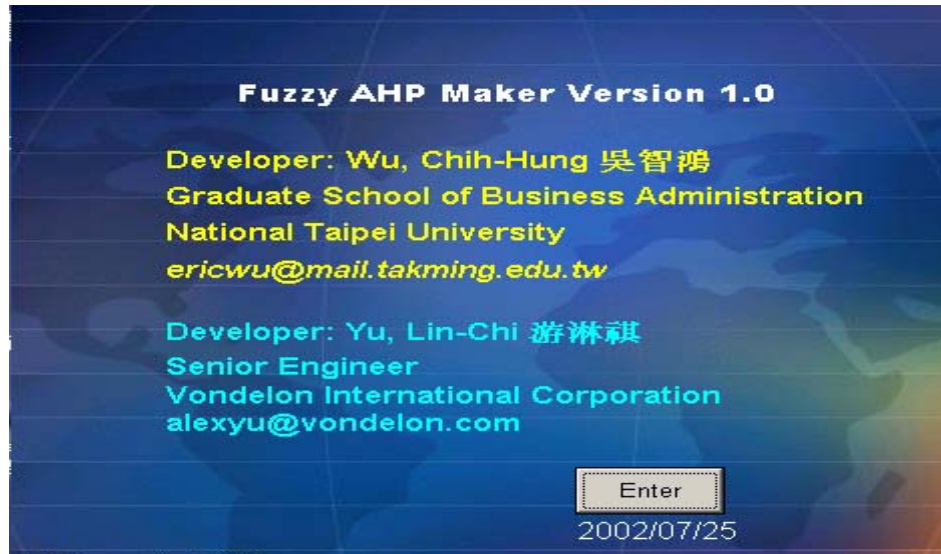 Fuzzy AHP Maker Version 1.0
Developer: Wu, Chih-Hung 吳智鴻
Graduate School of Business Administration
National Taipei University
ericwu@mail.takming.edu.tw
Developer: Yu, Lin-Chi 游淋祺
Senior Engineer
Vondelon International Corporation
alexyu@vondelon.com
Enter
2002/07/25